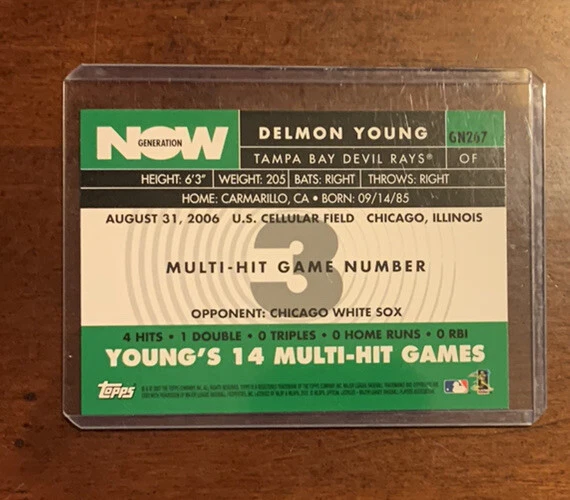 NOW
GENERATION
DELMON YOUNG
GN267
TAMPA BAY DEVIL RAYS® OF
HEIGHT: 6'3" WEIGHT: 205 BATS: RIGHT THROWS: RIGHT
HOME: CARMARILLO, CA • BORN: 09/14/85
AUGUST 31, 2006 U.S. CELLULAR FIELD CHICAGO, ILLINOIS
3
MULTI-HIT GAME NUMBER
OPPONENT: CHICAGO WHITE SOX
4 HITS • 1 DOUBLE • 0 TRIPLES • 0 HOME RUNS • 0 RBI
YOUNG'S 14 MULTI-HIT GAMES
Topps